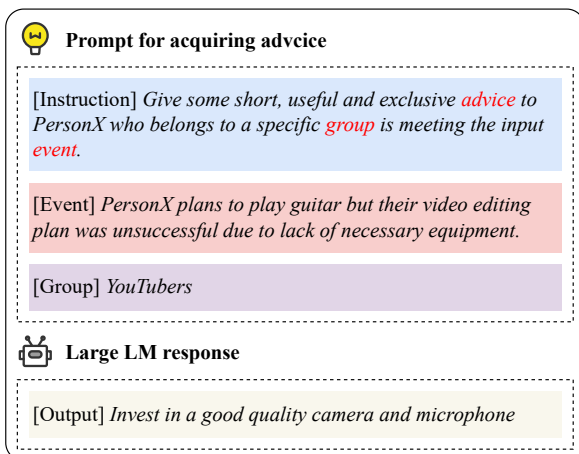 Prompt for acquiring advcice
[Instruction] Give some short, useful and exclusive advice to
PersonX who belongs to a specific group is meeting the input
event.
[Event] PersonX plans to play guitar but their video editing
plan was unsuccessful due to lack of necessary equipment.
[Group] YouTubers
Large LM response
[Output] Invest in a good quality camera and microphone